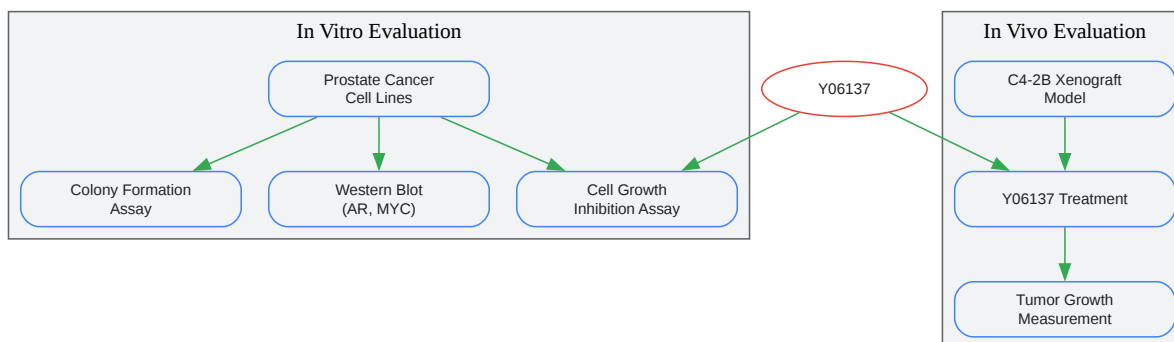 In Vitro Evaluation
Prostate Cancer
Cell Lines
Colony Formation
Assay
Western Blot
(AR, MYC)
Cell Growth
Inhibition Assay
Y06137
In Vivo Evaluation
C4-2B Xenograft
Model
Y06137 Treatment
Tumor Growth
Measurement